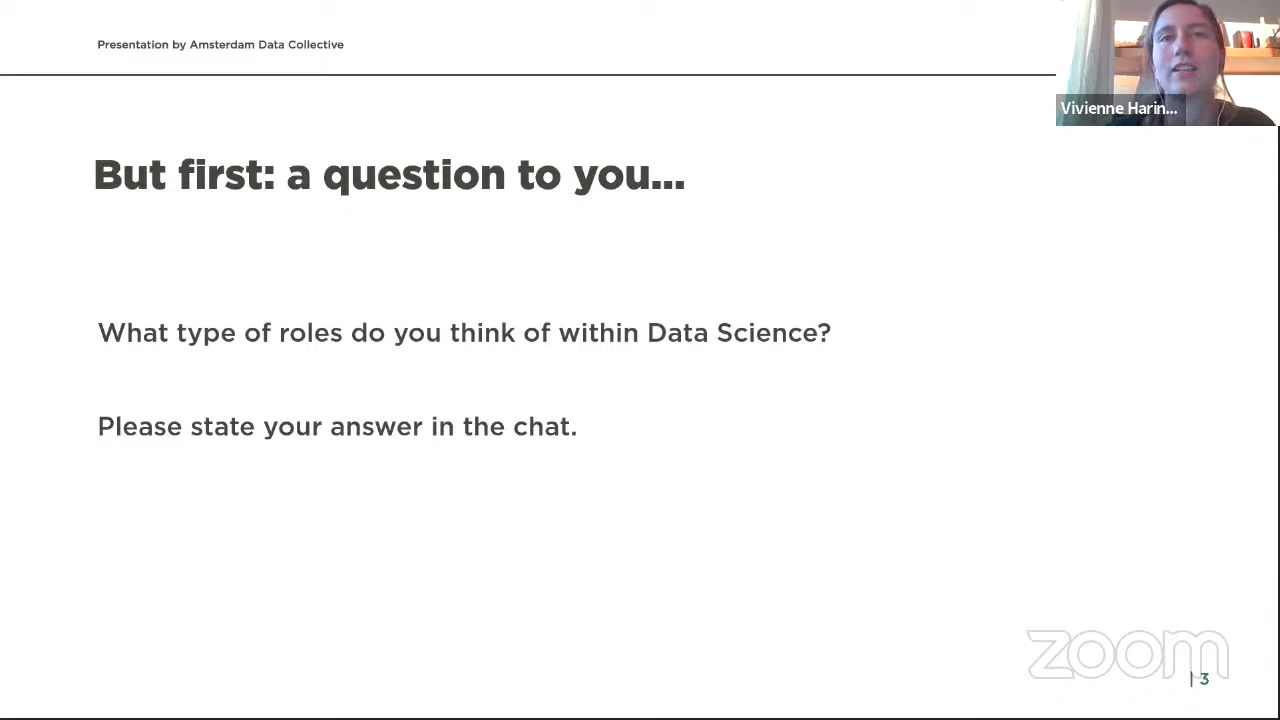 Presentation by Amsterdam Data Collective
Vivienne Harin...
But first: a question to you...
What type of roles do you think of within Data Science?
Please state your answer in the chat.
zoom
| 3